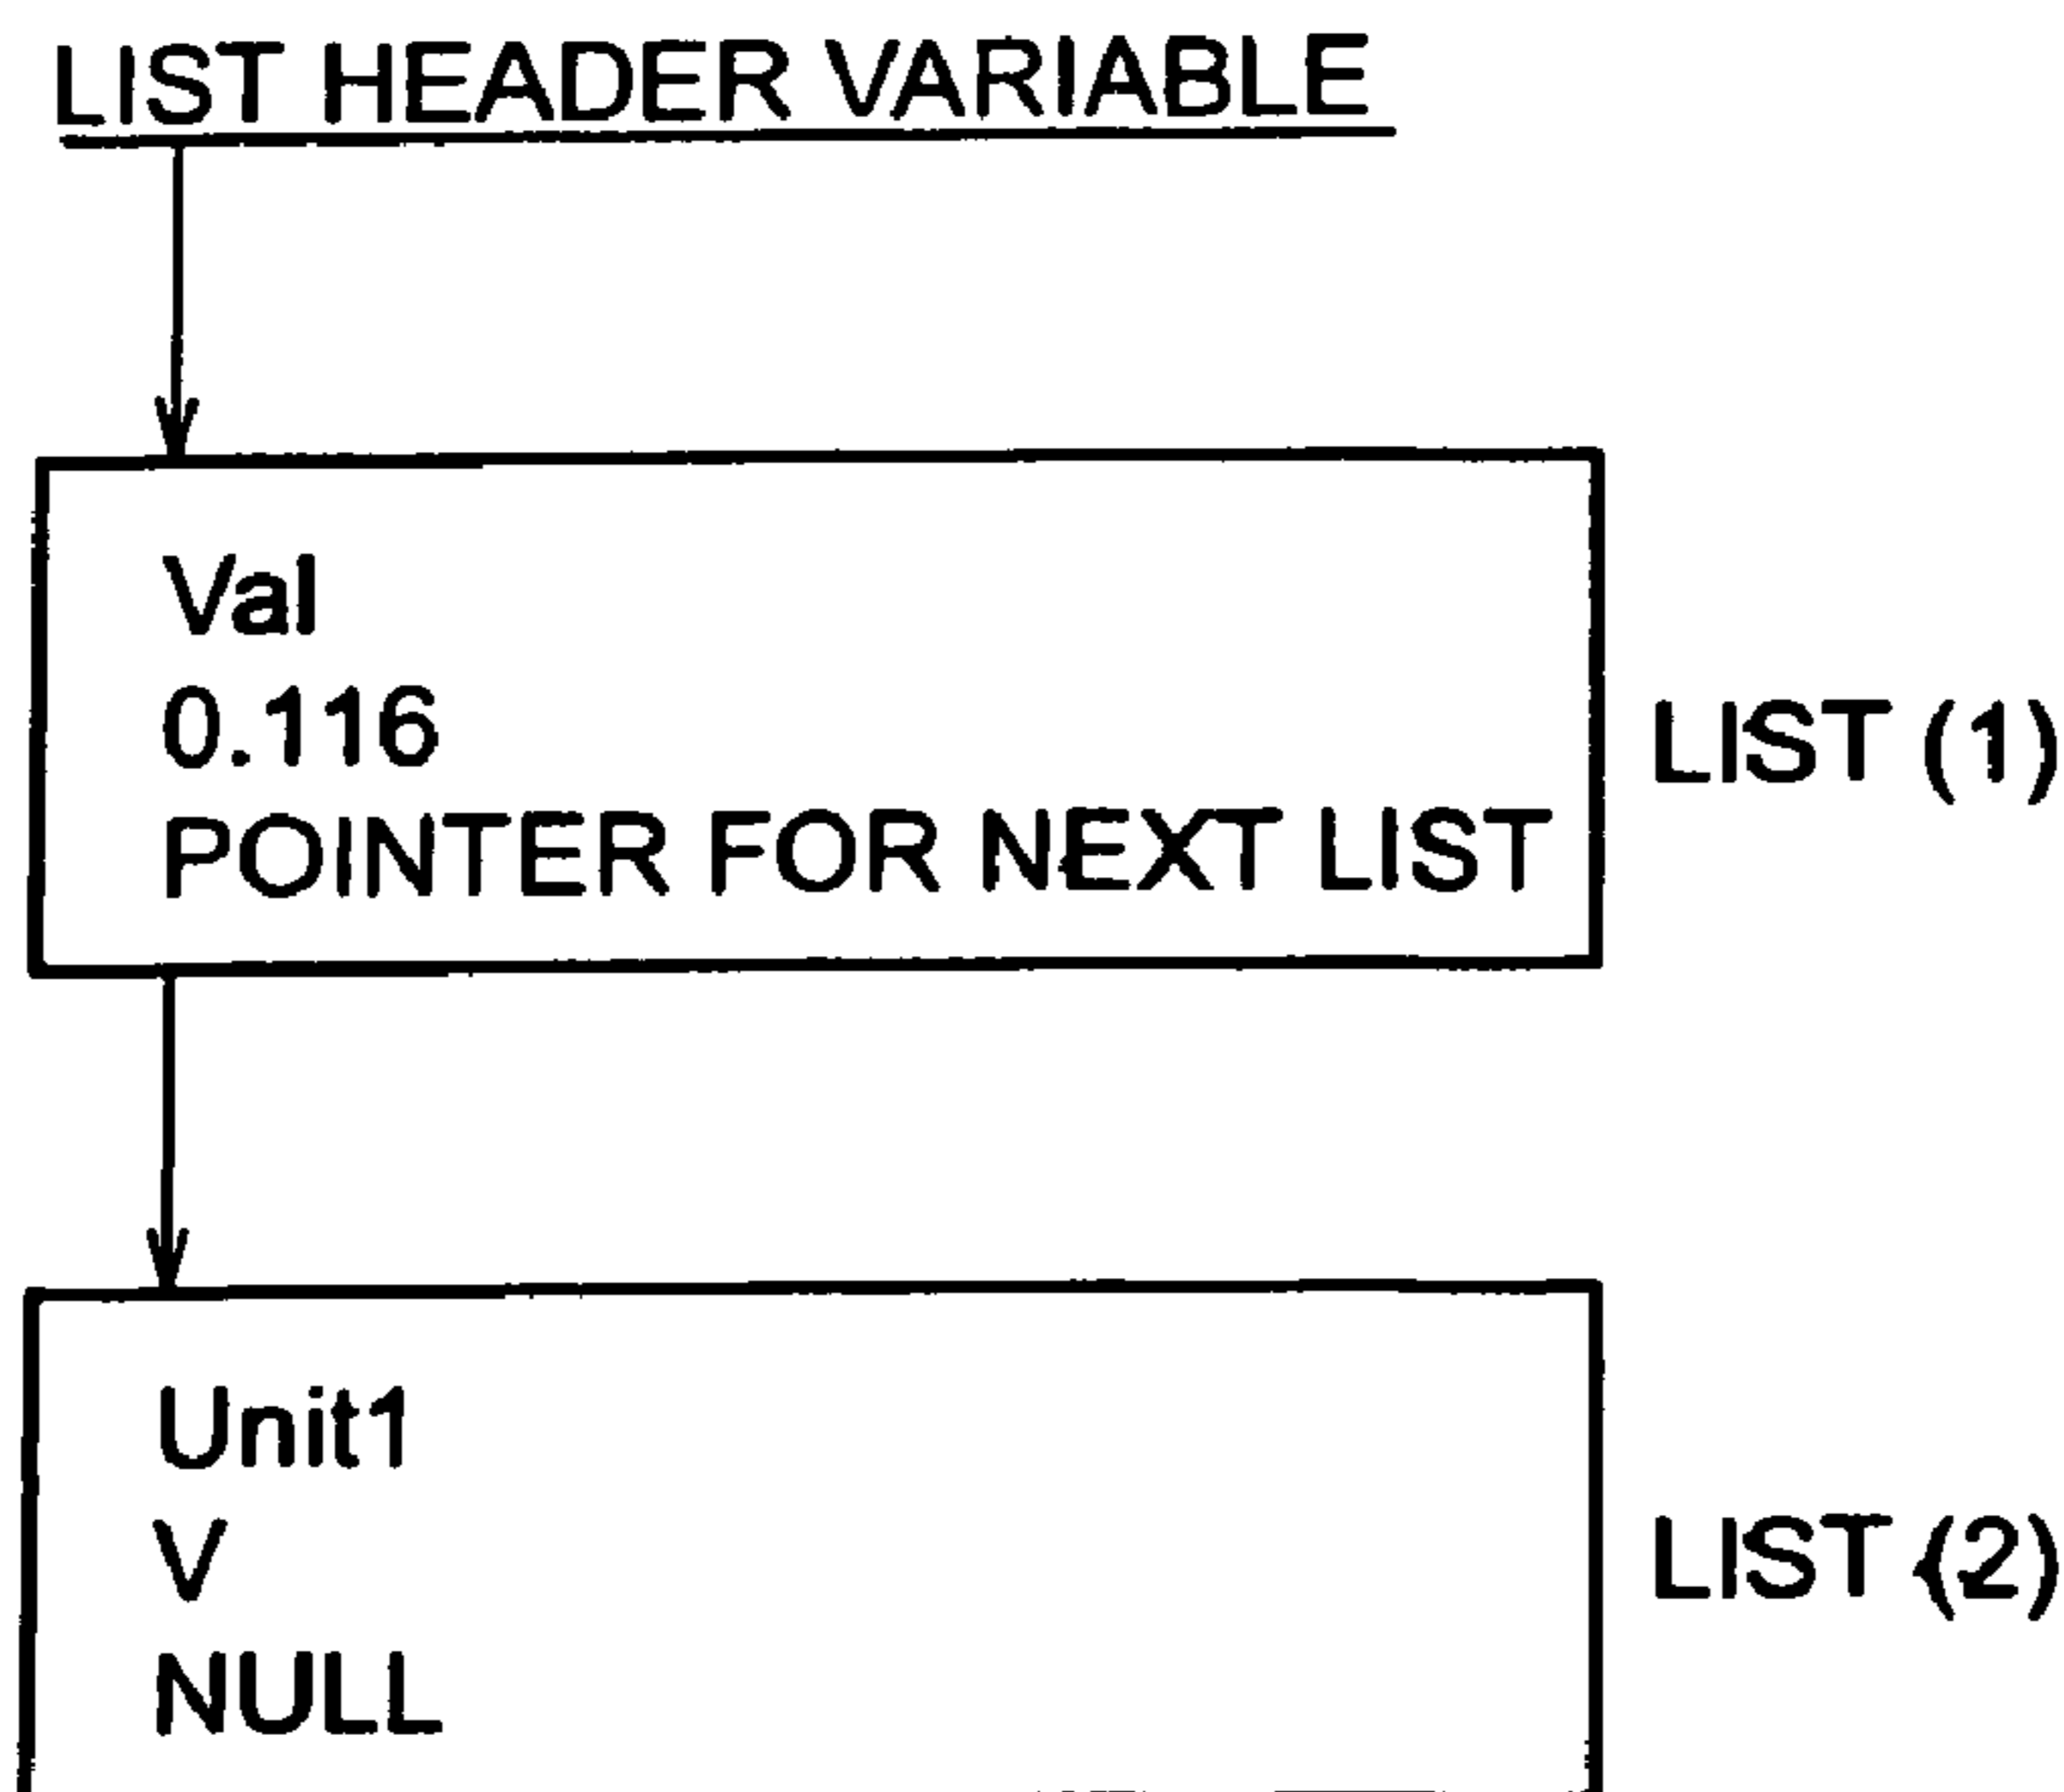 LIST HEADER VARIABLE
Val
0.116
POINTER FOR NEXT LIST
LIST (1)
Unit1
V
NULL
LIST (2)